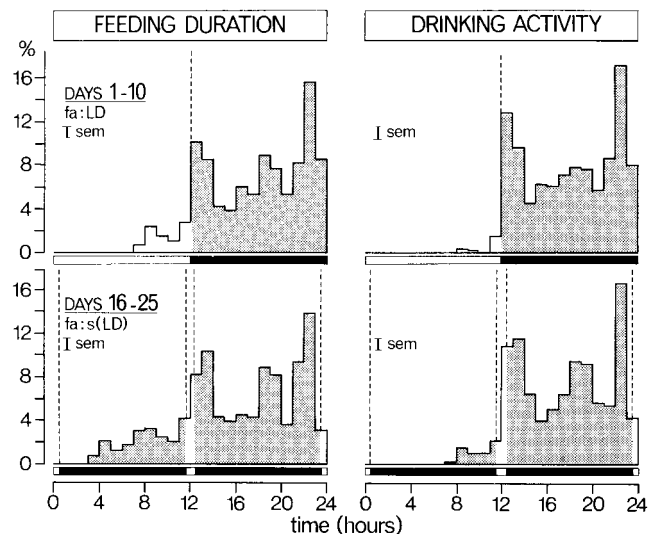 FEEDING DURATION DRINKING ACTIVITY
%
16
12
8
4
0
DAYS 1-10
fa:LD
I sem
I sem
16
12
8
4
0
DAYS 16-25
fa:s(LD)
I sem
I sem
0 4 8 12 16 20 24 0 4 8 12 16 20 24
time (hours)